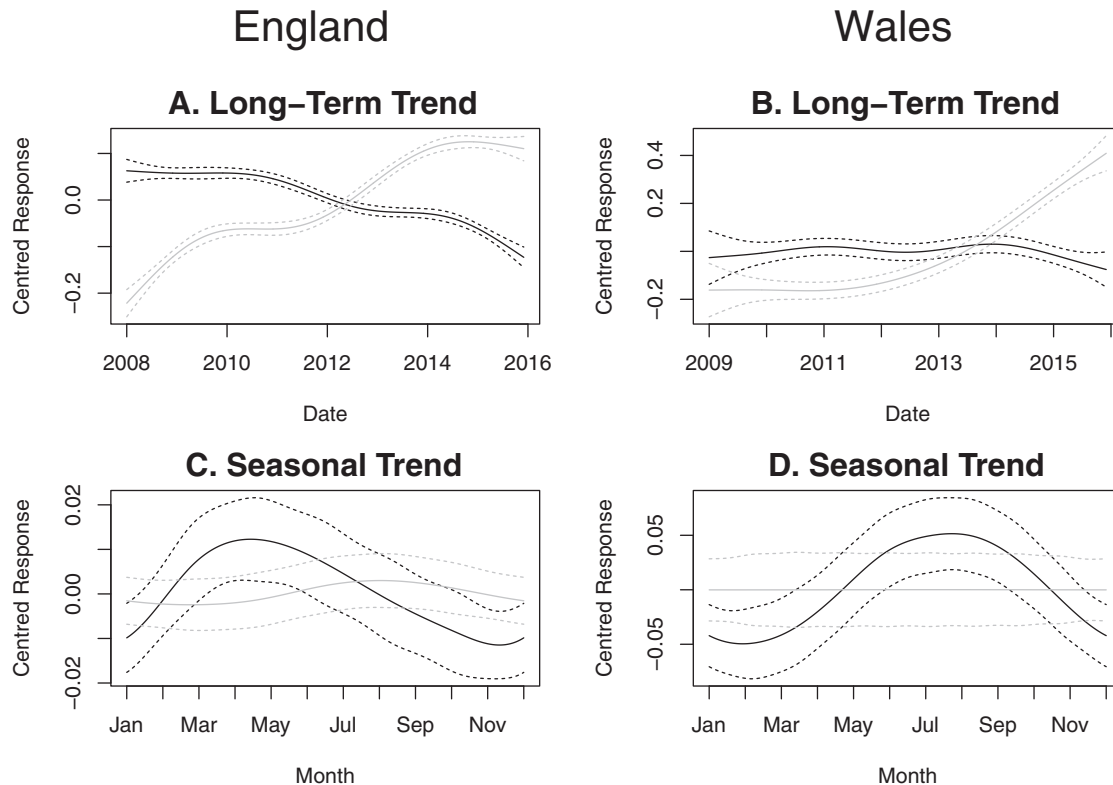 England
Wales
A. Long−Term Trend
Centred Response
0.0
−0.2
2008 2010 2012 2014 2016
Date
B. Long−Term Trend
Centred Response
0.4
0.2
−0.2
2009 2011 2013 2015
Date
C. Seasonal Trend
Centred Response
0.02
0.00
−0.02
Jan Mar May Jul Sep Nov
Month
D. Seasonal Trend
Centred Response
0.05
−0.05
Jan Mar May Jul Sep Nov
Month